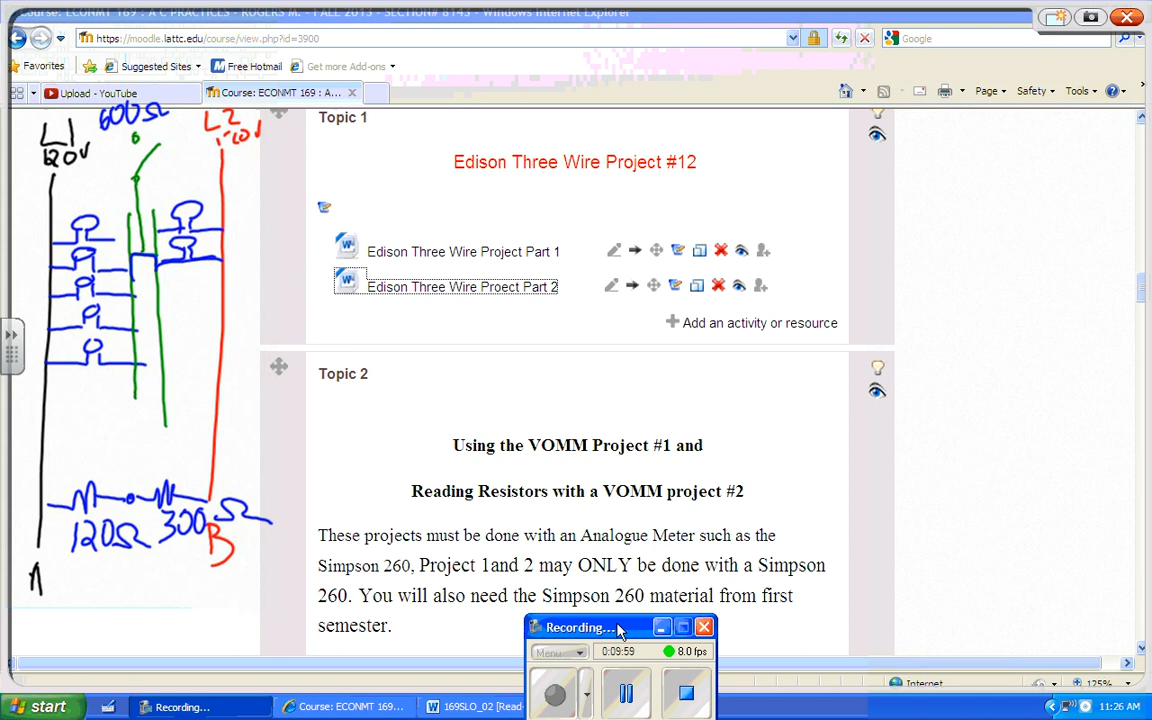 Course: ECONMT 169 : A C PRACTICES - ROGERS M. - FALL 2013 - SECTION# 8143 - Windows Internet Explorer
https://moodle.lattc.edu/course/view.php?id=3900
Google
Favorites
Suggested Sites
Free Hotmail
Get more Add-ons
Upload - YouTube
Course: ECONMT 169 : A...
Page
Safety
Tools
L1
120V
600Ω
L2
120V
120Ω
300Ω
A
B
Topic 1
Edison Three Wire Project #12
Edison Three Wire Project Part 1
Edison Three Wire Proect Part 2
Add an activity or resource
Topic 2
Using the VOMM Project #1 and
Reading Resistors with a VOMM project #2
These projects must be done with an Analogue Meter such as the
Simpson 260, Project 1and 2 may ONLY be done with a Simpson
260. You will also need the Simpson 260 material from first
semester.
Recording...
Menu
0:09:59
8.0 fps
Internet
125%
start
Recording...
Course: ECONMT 169...
169SLO_02 [Read-
11:26 AM